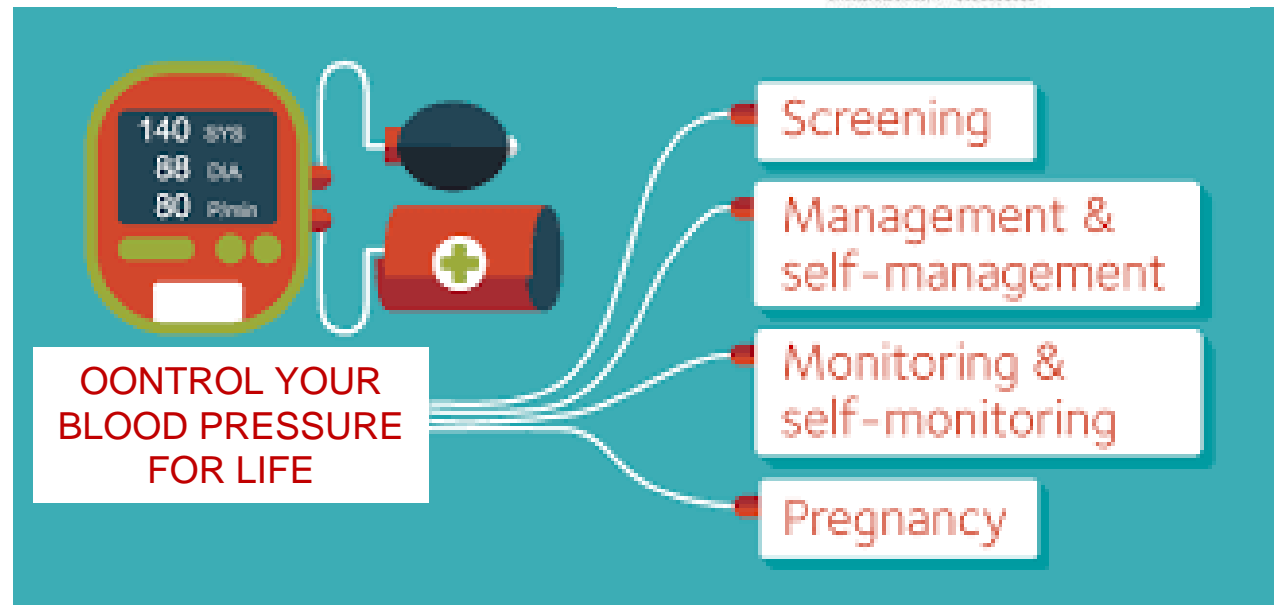 140 SYS
88 DIA
80 P/min
OONTROL YOUR
BLOOD PRESSURE
FOR LIFE
Screening
Management &
self-management
Monitoring &
self-monitoring
Pregnancy